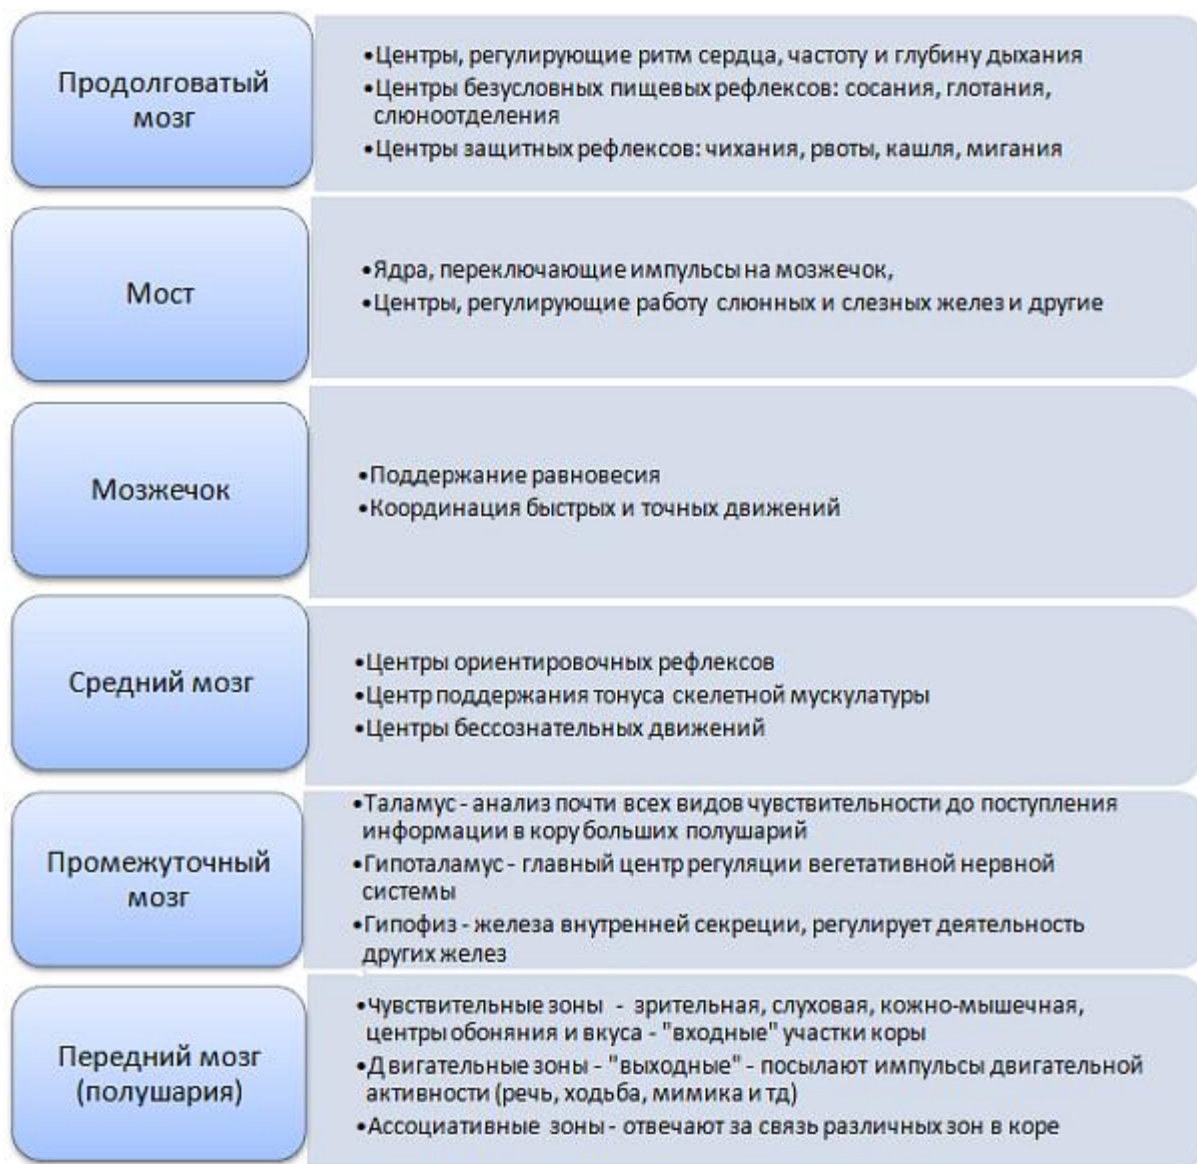 Продолговатый
мозг
•Центры, регулирующие ритм сердца, частоту и глубину дыхания
•Центры безусловных пищевых рефлексов: сосания, глотания,
слюноотделения
•Центры защитных рефлексов: чихания, рвоты, кашля, мигания
Мост
•Ядра, переключающие импульсы на мозжечок,
•Центры, регулирующие работу слюнных и слезных желез и другие
Мозжечок
•Поддержание равновесия
•Координация быстрых и точных движений
Средний мозг
•Центры ориентировочных рефлексов
•Центр поддержания тонуса скелетной мускулатуры
•Центры бессознательных движений
Промежуточный
мозг
•Таламус - анализ почти всех видов чувствительности до поступления
информации в кору больших полушарий
•Гипоталамус - главный центр регуляции вегетативной нервной
системы
•Гипофиз - железа внутренней секреции, регулирует деятельность
других желез
Передний мозг
(полушария)
•Чувствительные зоны - зрительная, слуховая, кожно-мышечная,
центры обоняния и вкуса - "входные" участки коры
•Двигательные зоны - "выходные" - посылают импульсы двигательной
активности (речь, ходьба, мимика и тд)
•Ассоциативные зоны - отвечают за связь различных зон в коре